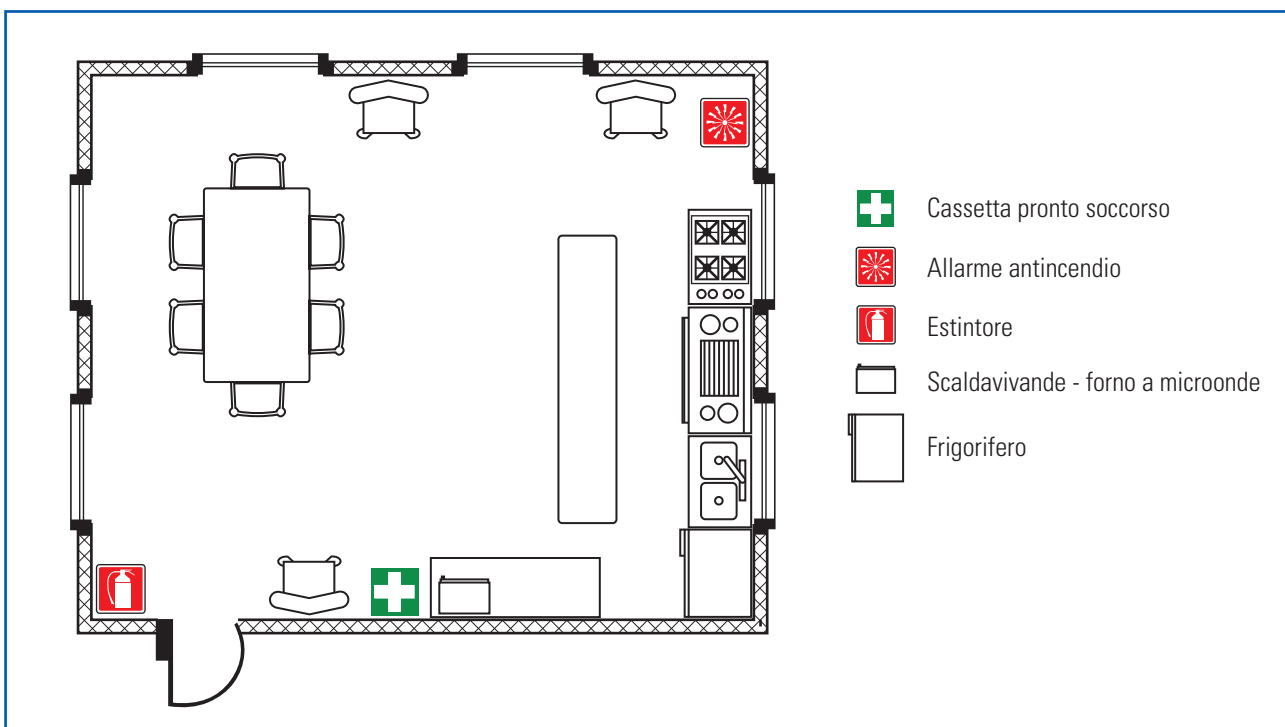 Cassetta pronto soccorso
Allarme antincendio
Estintore
Scaldavivande - forno a microonde
Frigorifero